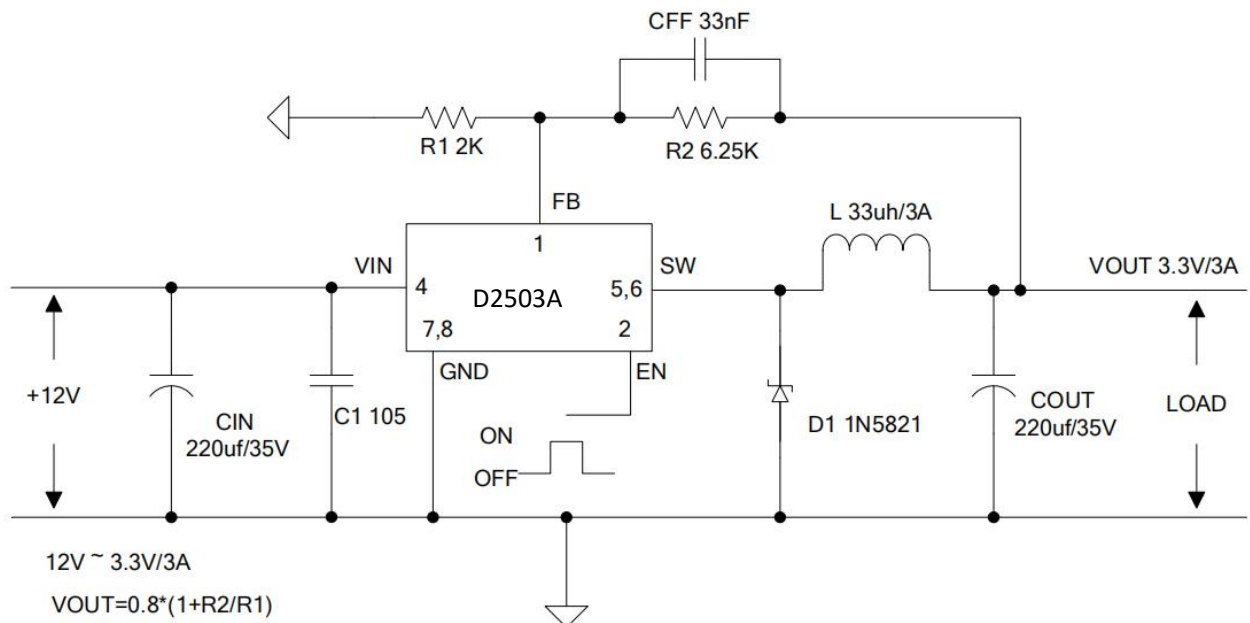 CFF 33nF
R1 2K
R2 6.25K
FB
L 33uh/3A
1
VIN
SW
VOUT 3.3V/3A
4
D2503A
5,6
7,8
2
GND
EN
+12V
CIN
220uf/35V
C1 105
ON
OFF
D1 1N5821
COUT
220uf/35V
LOAD
12V ~ 3.3V/3A
VOUT=0.8*(1+R2/R1)